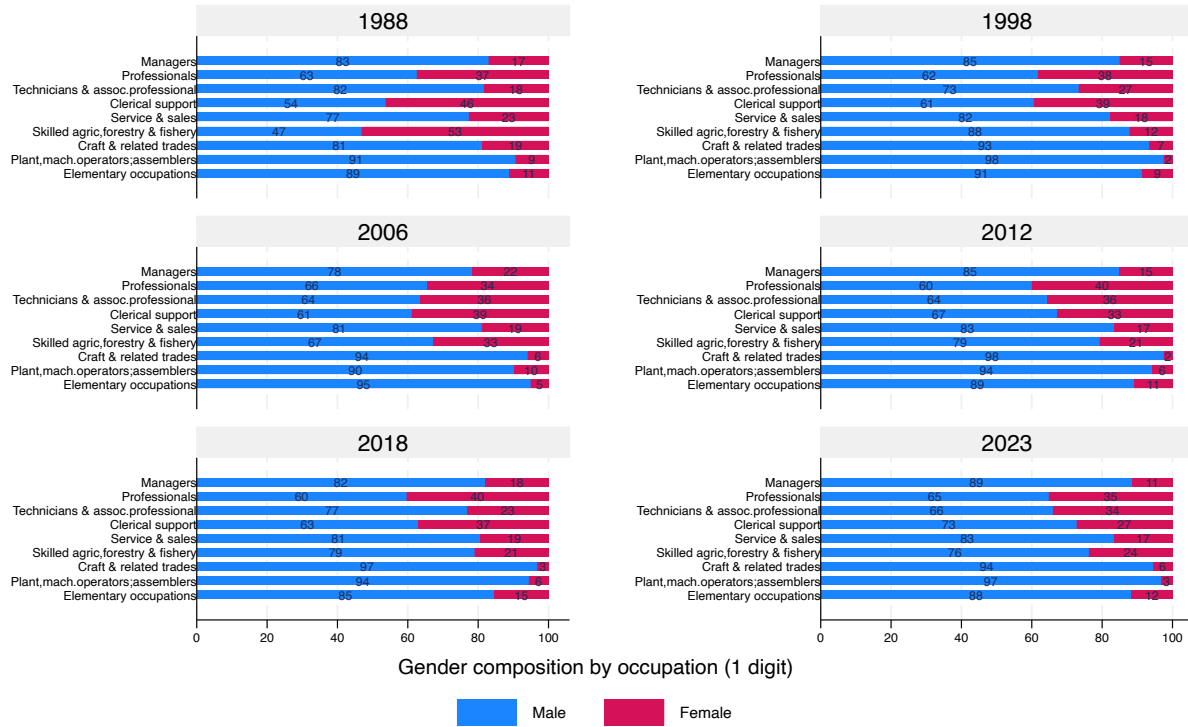 1988
Managers 83 17
Professionals 63 37
Technicians & assoc.professional 82 18
Clerical support 54 46
Service & sales 77 23
Skilled agric,forestry & fishery 47 53
Craft & related trades 81 19
Plant,mach.operators;assemblers 91 9
Elementary occupations 89 11
1998
Managers 85 15
Professionals 62 38
Technicians & assoc.professional 73 27
Clerical support 61 39
Service & sales 82 18
Skilled agric,forestry & fishery 88 12
Craft & related trades 93 7
Plant,mach.operators;assemblers 98 2
Elementary occupations 91 9
2006
Managers 78 22
Professionals 66 34
Technicians & assoc.professional 64 36
Clerical support 61 39
Service & sales 81 19
Skilled agric,forestry & fishery 67 33
Craft & related trades 94 6
Plant,mach.operators;assemblers 90 10
Elementary occupations 95 5
2012
Managers 85 15
Professionals 60 40
Technicians & assoc.professional 64 36
Clerical support 67 33
Service & sales 83 17
Skilled agric,forestry & fishery 79 21
Craft & related trades 98 2
Plant,mach.operators;assemblers 94 6
Elementary occupations 89 11
2018
Managers 82 18
Professionals 60 40
Technicians & assoc.professional 77 23
Clerical support 63 37
Service & sales 81 19
Skilled agric,forestry & fishery 79 21
Craft & related trades 97 3
Plant,mach.operators;assemblers 94 6
Elementary occupations 85 15
0 20 40 60 80 100
2023
Managers 89 11
Professionals 65 35
Technicians & assoc.professional 66 34
Clerical support 73 27
Service & sales 83 17
Skilled agric,forestry & fishery 76 24
Craft & related trades 94 6
Plant,mach.operators;assemblers 97 3
Elementary occupations 88 12
0 20 40 60 80 100
Gender composition by occupation (1 digit)
Male Female